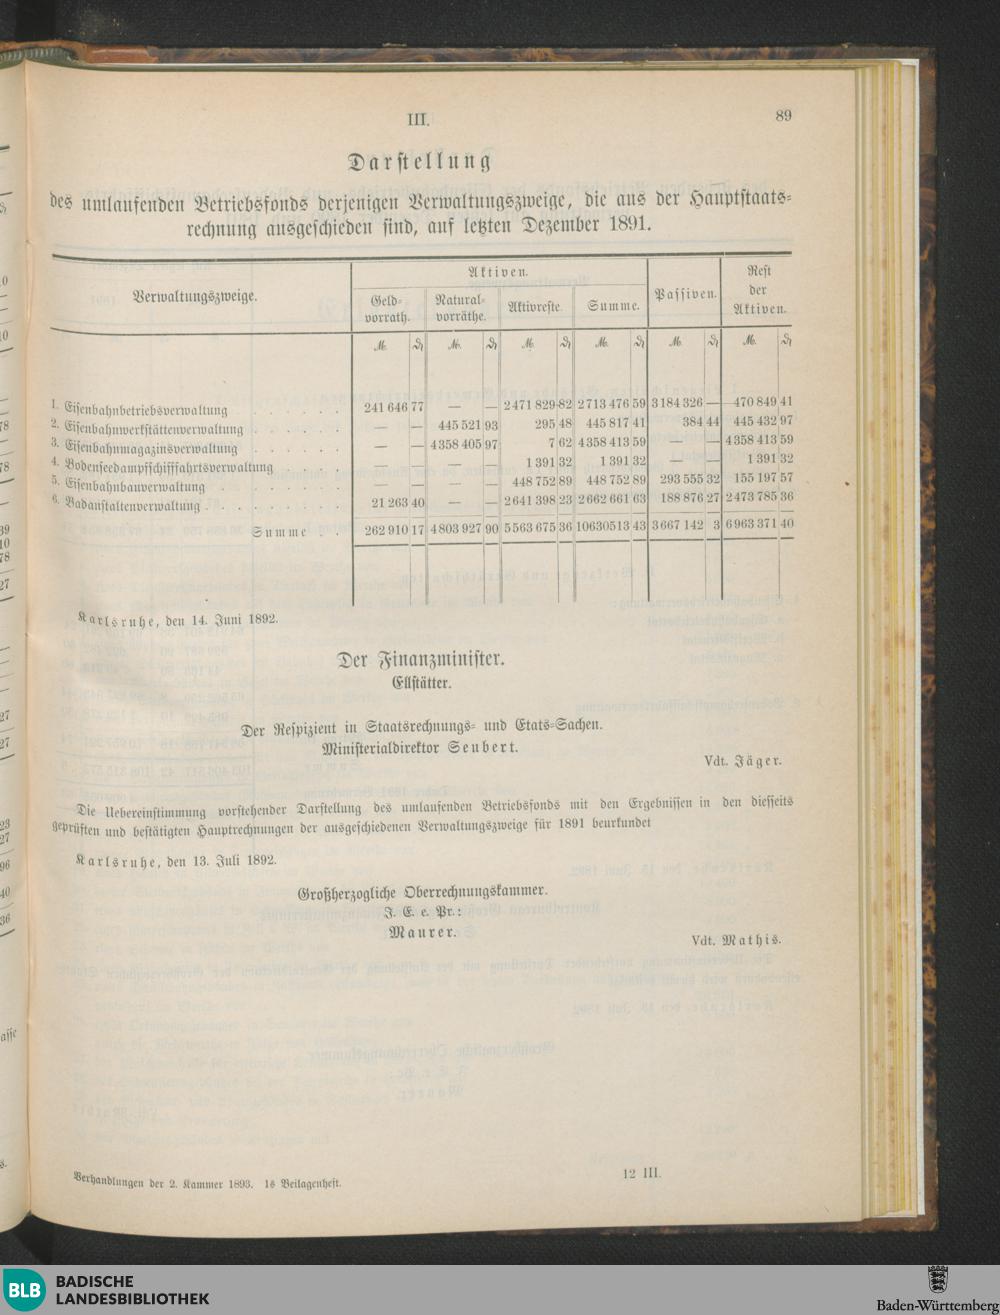 III. 89
Darstellung
des umlaufenden Betriebsfonds derjenigen Verwaltungszweige, die aus der Hauptstaats=
rechnung ausgeschieden sind, auf letzten Dezember 1891.
Verwaltungszweige. Aktiven. Passiven. Rest der Aktiven.
Geld= vorrath. Natural= vorräthe. Aktivreste. Summe.
M. ₰ M. ₰ M. ₰ M. ₰ M. ₰ M. ₰
1. Eisenbahnbetriebsverwaltung . . . . . 241 646 77 — — 2 471 829 82 2 713 476 59 3 184 326 — —470 849 41
2. Eisenbahnwerkstättenverwaltung . . . . . — — 445 521 93 295 48 445 817 41 384 44 445 432 97
3. Eisenbahnmagazinsverwaltung . . . . . . — — 4 358 405 97 7 62 4 358 413 59 — — 4 358 413 59
4. Bodenseedampfschifffahrtsverwaltung . . . . — — — — 1 391 32 1 391 32 — — 1 391 32
5. Eisenbahnbauverwaltung . . . . . . — — — — 448 752 89 448 752 89 293 555 32 155 197 57
6. Badanstaltenverwaltung . . . . . . . . 21 263 40 — — 2 641 398 23 2 662 661 63 188 876 27 2 473 785 36
Summe . . 262 910 17 4 803 927 90 5 563 675 36 10630513 43 3 667 142 3 6 963 371 40
Karlsruhe, den 14. Juni 1892.
Der Finanzminister.
Ellstätter.
Der Respizient in Staatsrechnungs= und Etats=Sachen.
Ministerialdirektor Seubert.
Vdt. Jäger.
Die Uebereinstimmung vorstehender Darstellung des umlaufenden Betriebsfonds mit den Ergebnissen in den diesseits
geprüften und bestätigten Hauptrechnungen der ausgeschiedenen Verwaltungszweige für 1891 beurkundet
Karlsruhe, den 13. Juli 1892.
Großherzogliche Oberrechnungskammer.
J. E. e. Pr.:
Maurer.
Vdt. Mathis.
Verhandlungen der 2. Kammer 1893. 1s Beilagenheft. 12 III.
BLB BADISCHE
LANDESBIBLIOTHEK
Baden-Württemberg